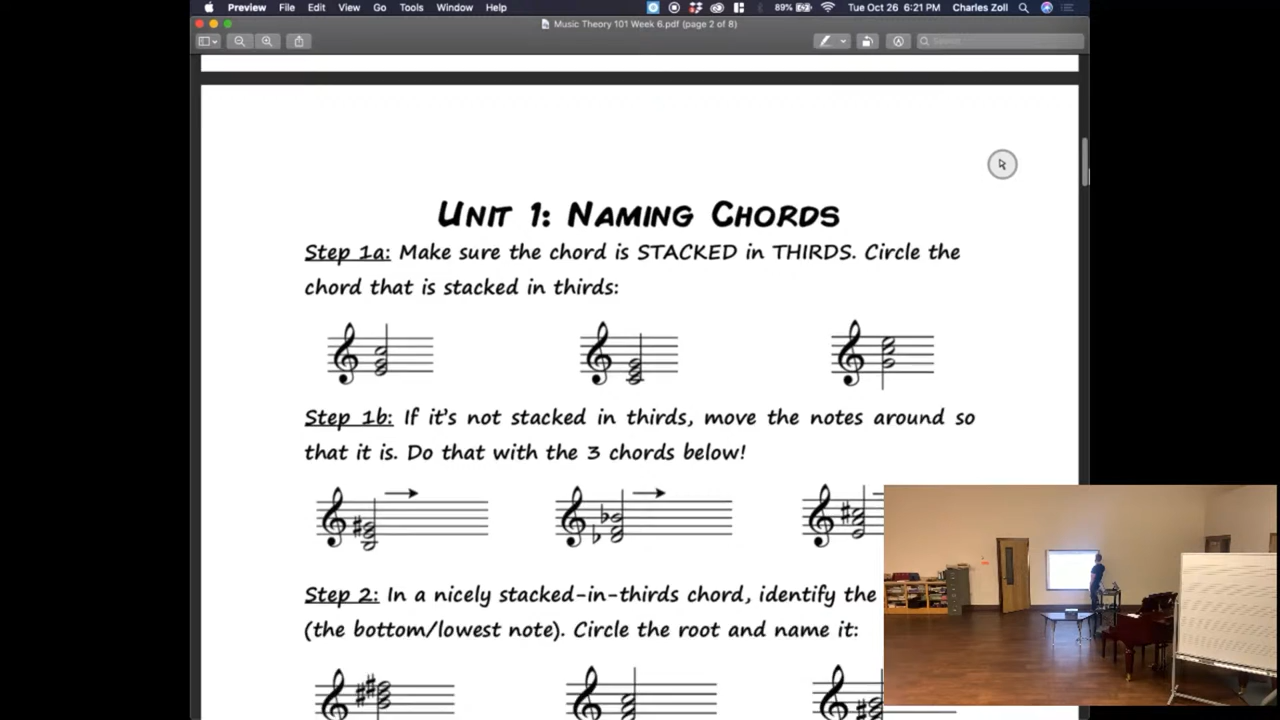 Preview File Edit View Go Tools Window Help 89% Tue Oct 26 6:21 PM Charles Zoll
Music Theory 101 Week 6.pdf (page 2 of 8)
Search
Unit 1: Naming Chords
Step 1a: Make sure the chord is STACKED in THIRDS. Circle the
chord that is stacked in thirds:
Step 1b: If it's not stacked in thirds, move the notes around so
that it is. Do that with the 3 chords below!
Step 2: In a nicely stacked-in-thirds chord, identify the
(the bottom/lowest note). Circle the root and name it: